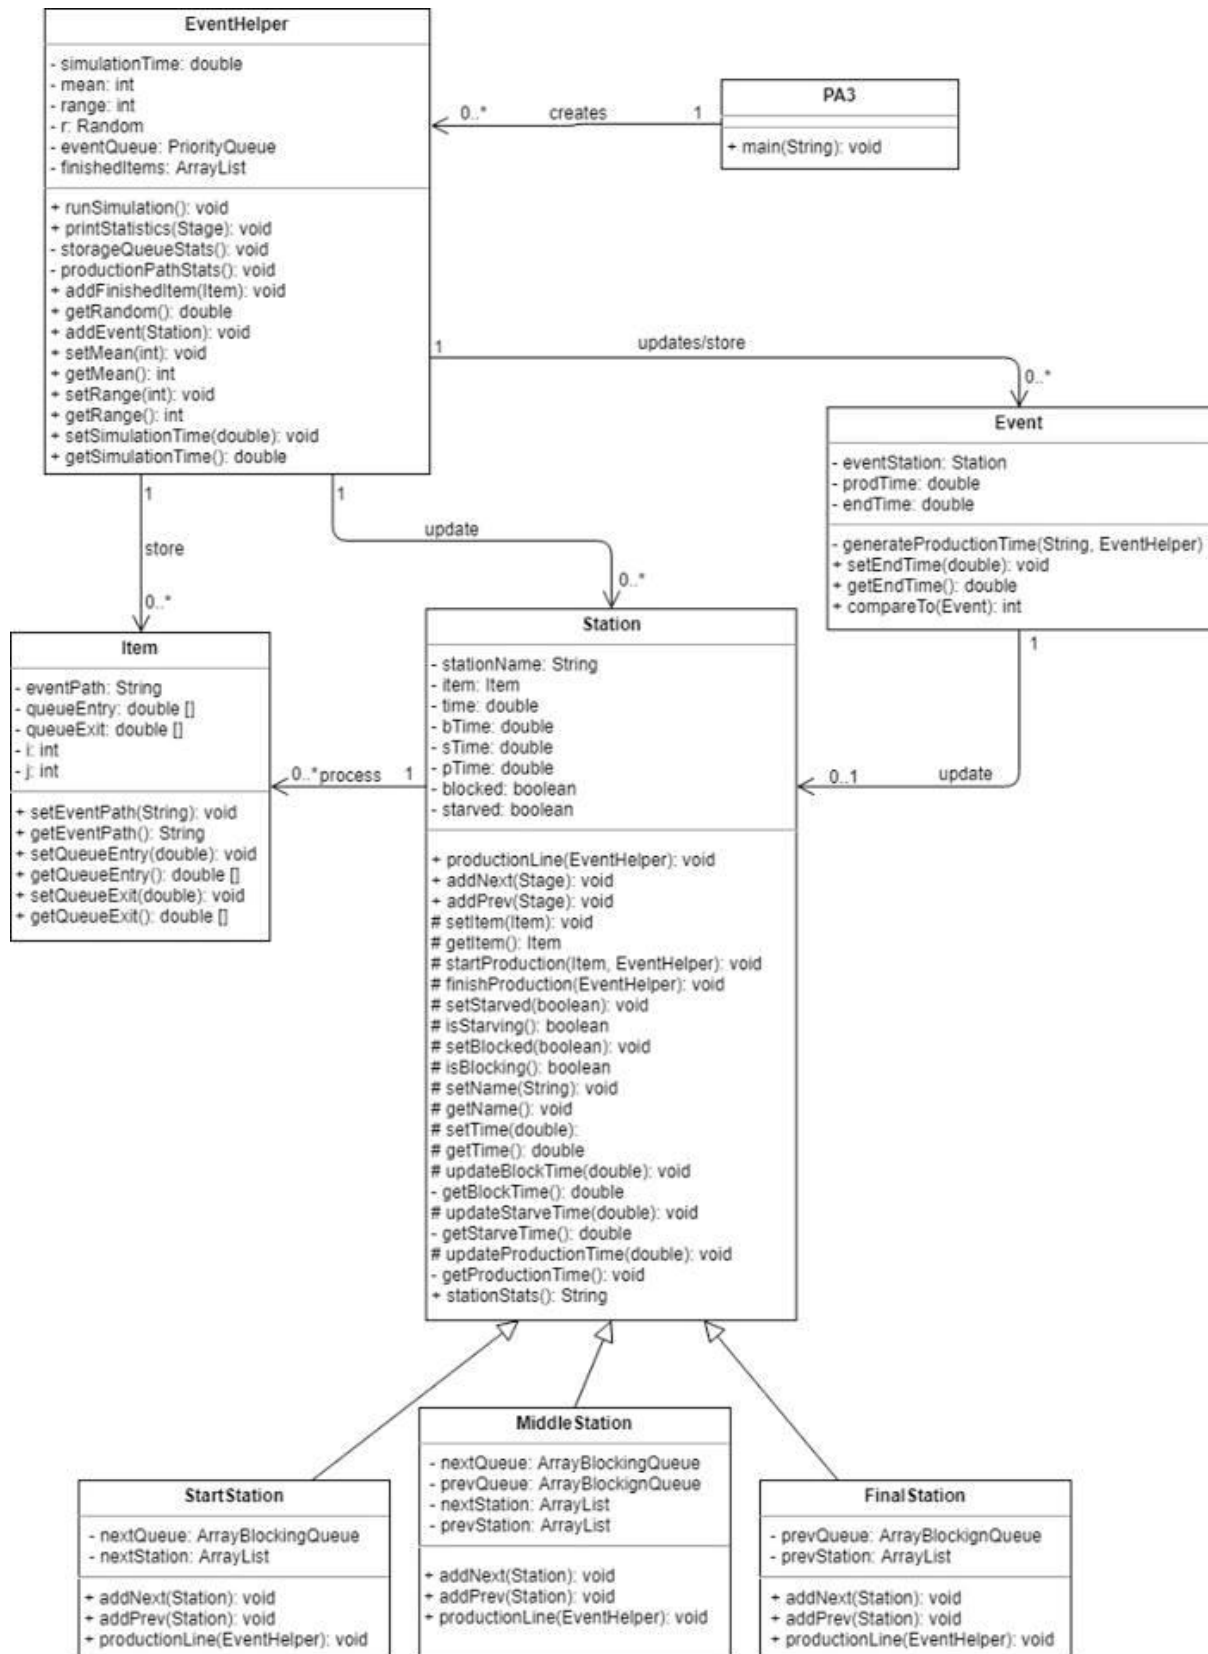 EventHelper
- simulationTime: double
- mean: int
- range: int
- r: Random
- eventQueue: PriorityQueue
- finishedItems: ArrayList
+ runSimulation(): void
+ printStatistics(Stage): void
- storageQueueStats(): void
- productionPathStats(): void
+ addFinishedItem(Item): void
+ getRandom(): double
+ addEvent(Station): void
+ setMean(int): void
+ getMean(): int
+ setRange(int): void
+ getRange(): int
+ setSimulationTime(double): void
+ getSimulationTime(): double
0..* creates 1
PA3
+ main(String): void
1 updates/store
0..*
Event
- eventStation: Station
- prodTime: double
- endTime: double
- generateProductionTime(String, EventHelper)
+ setEndTime(double): void
+ getEndTime(): double
+ compareTo(Event): int
1
store
0..*
1
update
0..*
1
0..1 update
Item
- eventPath: String
- queueEntry: double []
- queueExit: double []
- i: int
- j: int
+ setEventPath(String): void
+ getEventPath(): String
+ setQueueEntry(double): void
+ getQueueEntry(): double []
+ setQueueExit(double): void
+ getQueueExit(): double []
0..* process 1
Station
- stationName: String
- item: Item
- time: double
- bTime: double
- sTime: double
- pTime: double
- blocked: boolean
- starved: boolean
+ productionLine(EventHelper): void
+ addNext(Stage): void
+ addPrev(Stage): void
# setItem(Item): void
# getItem(): Item
# startProduction(Item, EventHelper): void
# finishProduction(EventHelper): void
# setStarved(boolean): void
# isStarving(): boolean
# setBlocked(boolean): void
# isBlocking(): boolean
# setName(String): void
# getName(): void
# setTime(double):
# getTime(): double
# updateBlockTime(double): void
- getBlockTime(): double
# updateStarveTime(double): void
- getStarveTime(): double
# updateProductionTime(double): void
- getProductionTime(): void
+ stationStats(): String
StartStation
- nextQueue: ArrayBlockingQueue
- nextStation: ArrayList
+ addNext(Station): void
+ addPrev(Station): void
+ productionLine(EventHelper): void
MiddleStation
- nextQueue: ArrayBlockingQueue
- prevQueue: ArrayBlockignQueue
- nextStation: ArrayList
- prevStation: ArrayList
+ addNext(Station): void
+ addPrev(Station): void
+ productionLine(EventHelper): void
FinalStation
- prevQueue: ArrayBlockignQueue
- prevStation: ArrayList
+ addNext(Station): void
+ addPrev(Station): void
+ productionLine(EventHelper): void